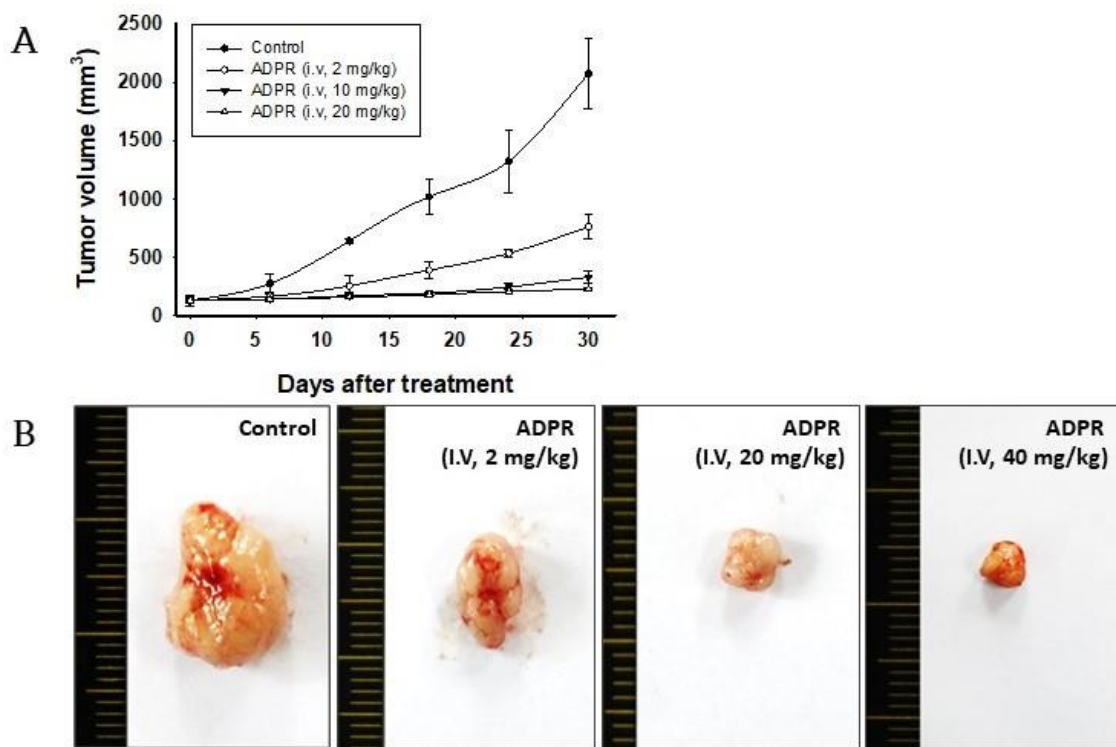 A
Tumor volume (mm³)
2500
2000
1500
1000
500
0
Control
ADPR (i.v, 2 mg/kg)
ADPR (i.v, 10 mg/kg)
ADPR (i.v, 20 mg/kg)
0 5 10 15 20 25 30
Days after treatment
B
Control
ADPR
(I.V, 2 mg/kg)
ADPR
(I.V, 20 mg/kg)
ADPR
(I.V, 40 mg/kg)